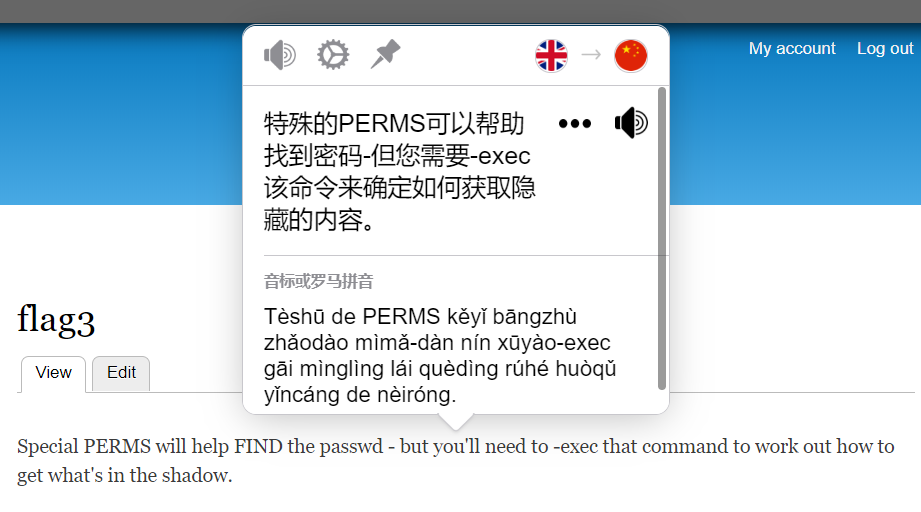 My account Log out
特殊的PERMS可以帮助
找到密码-但您需要-exec
该命令来确定如何获取隐
藏的内容。
音标或罗马拼音
Tèshū de PERMS kěyǐ bāngzhù
zhǎodào mìmǎ-dàn nín xūyào-exec
gāi mìnglìng lái quèdìng rúhé huòqǔ
yǐncáng de nèiróng.
flag3
View Edit
Special PERMS will help FIND the passwd - but you'll need to -exec that command to work out how to
get what's in the shadow.